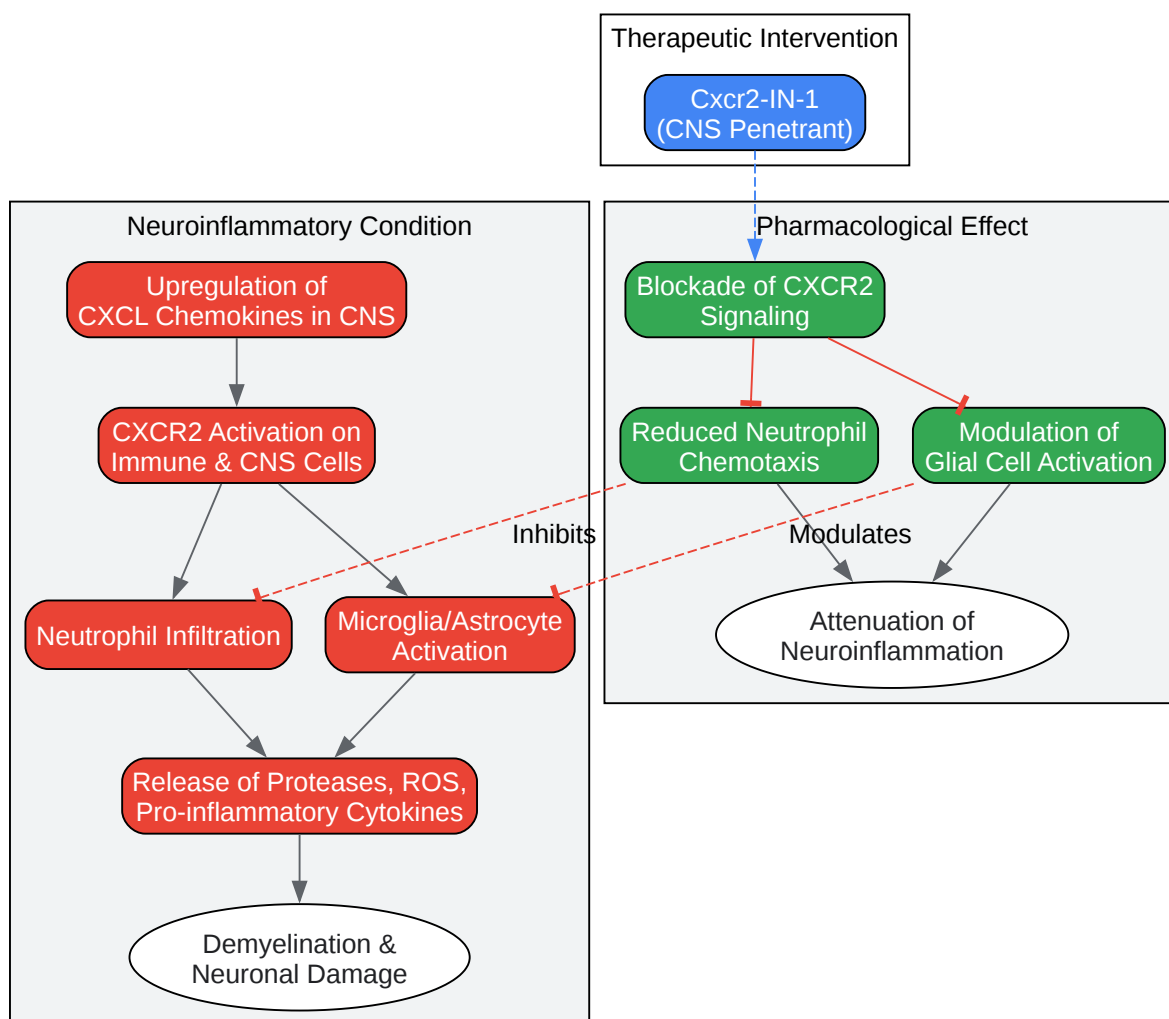 Therapeutic Intervention
Cxcr2-IN-1
(CNS Penetrant)
Neuroinflammatory Condition
Upregulation of
CXCL Chemokines in CNS
CXCR2 Activation on
Immune & CNS Cells
Neutrophil Infiltration
Microglia/Astrocyte
Activation
Release of Proteases, ROS,
Pro-inflammatory Cytokines
Demyelination &
Neuronal Damage
Pharmacological Effect
Blockade of CXCR2
Signaling
Reduced Neutrophil
Chemotaxis
Modulation of
Glial Cell Activation
Inhibits
Modulates
Attenuation of
Neuroinflammation